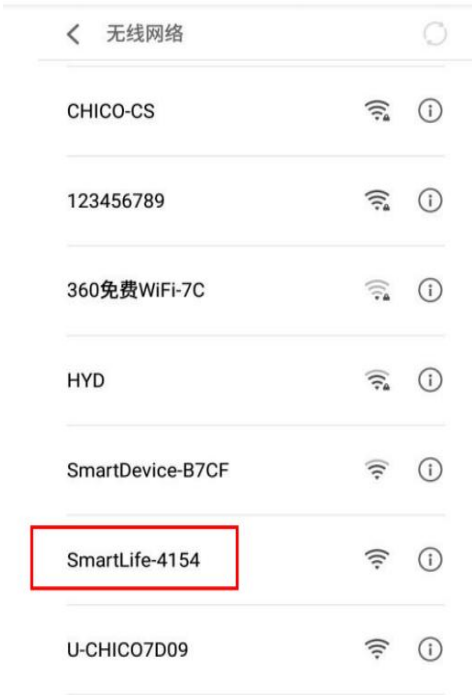 无线网络
CHICO-CS
123456789
360免费WiFi-7C
HYD
SmartDevice-B7CF
SmartLife-4154
U-CHICO7D09